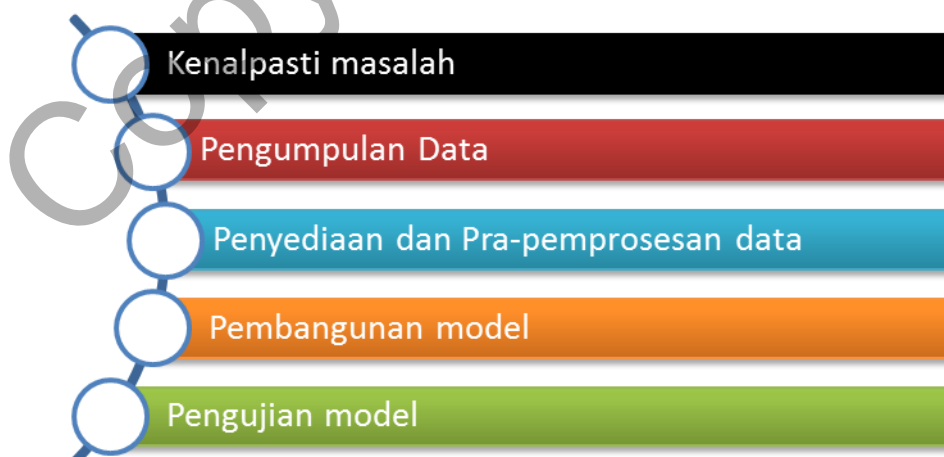 Kenalpasti masalah
Pengumpulan Data
Penyediaan dan Pra-pemprosesan data
Pembangunan model
Pengujian model